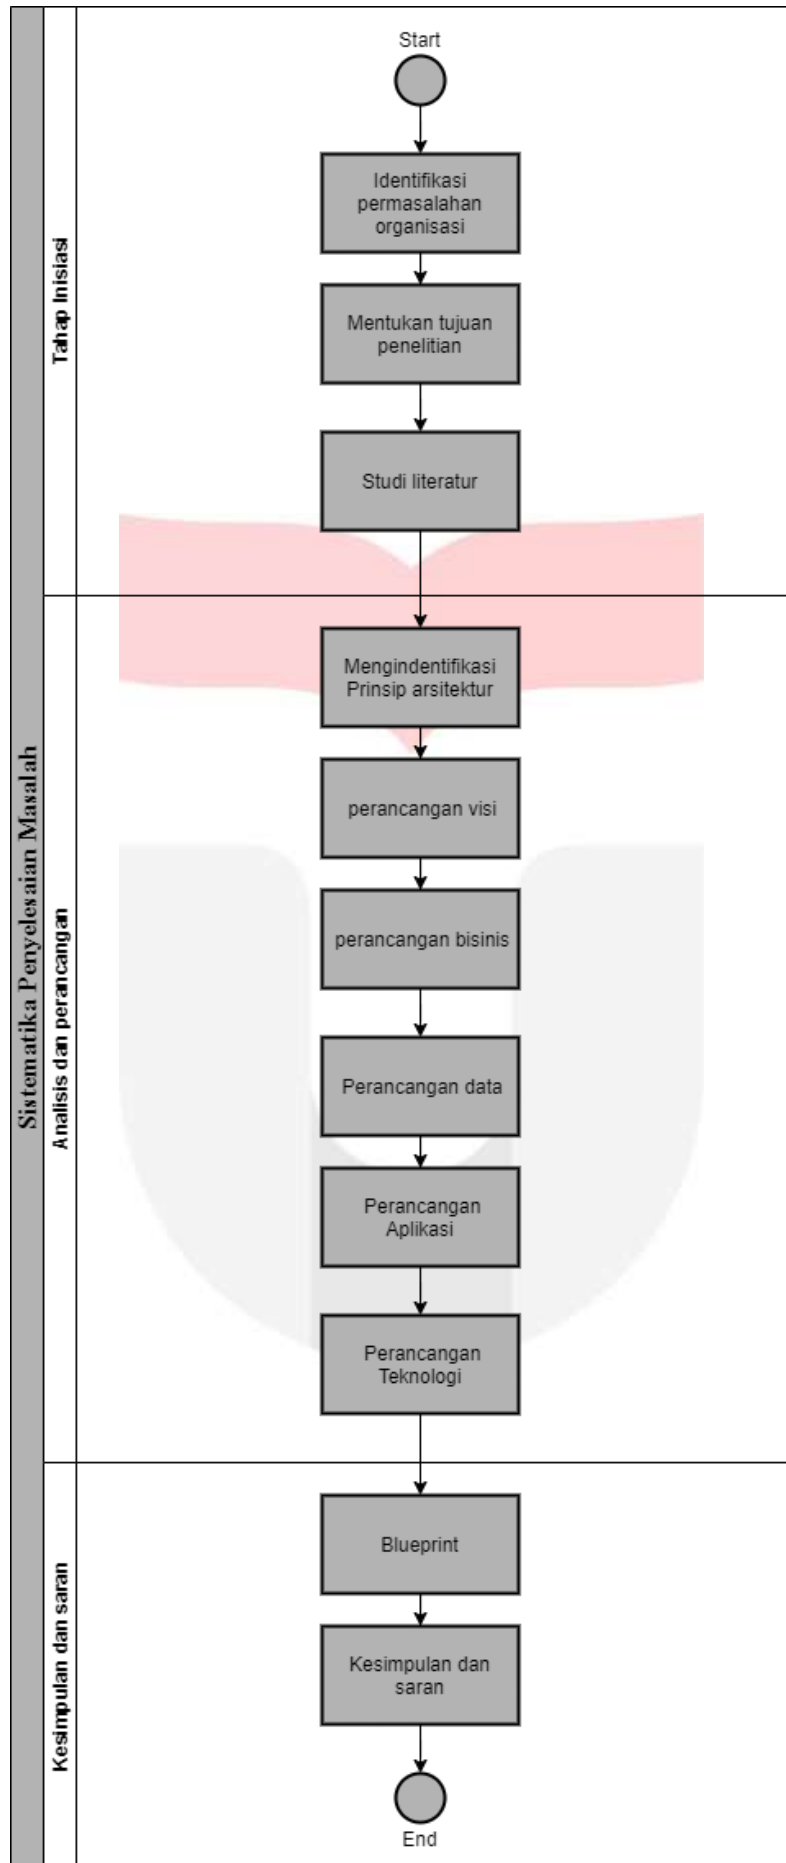 Sistematika Penyelesaian Masalah
Tahap Inisiasi
Start
Identifikasi
permasalahan
organisasi
Mentukan tujuan
penelitian
Studi literatur
Analisis dan perancangan
Mengindentifikasi
Prinsip arsitektur
perancangan visi
perancangan bisinis
Perancangan data
Perancangan
Aplikasi
Perancangan
Teknologi
Kesimpulan dan saran
Blueprint
Kesimpulan dan
saran
End